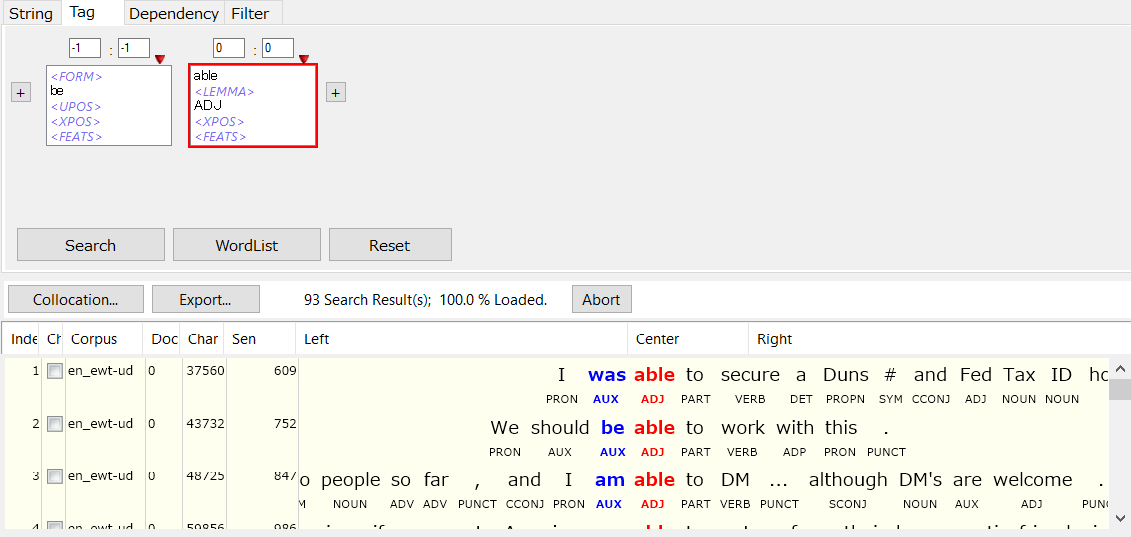 String Tag Dependency Filter
-1 : -1 0 : 0
<FORM> able
be <LEMMA>
<UPOS> ADJ
<XPOS> <XPOS>
<FEATS> <FEATS>
+ +
Search WordList Reset
Collocation... Export... 93 Search Result(s); 100.0 % Loaded. Abort
Inde Ch Corpus Doc Char Sen Left Center Right
1 en_ewt-ud 0 37560 609 I was able to secure a Duns # and Fed Tax ID ho
PRON AUX ADJ PART VERB DET PROPN SYM CCONJ ADJ NOUN NOUN
2 en_ewt-ud 0 43732 752 We should be able to work with this .
PRON AUX AUX ADJ PART VERB ADP PRON PUNCT
3 en_ewt-ud 0 48725 847 o people so far , and I am able to DM ... although DM's are welcome .
M NOUN ADV ADV PUNCT CCONJ PRON AUX ADJ PART VERB PUNCT SCONJ NOUN AUX ADJ PUNC
4 en_ewt-ud 0 59856 986